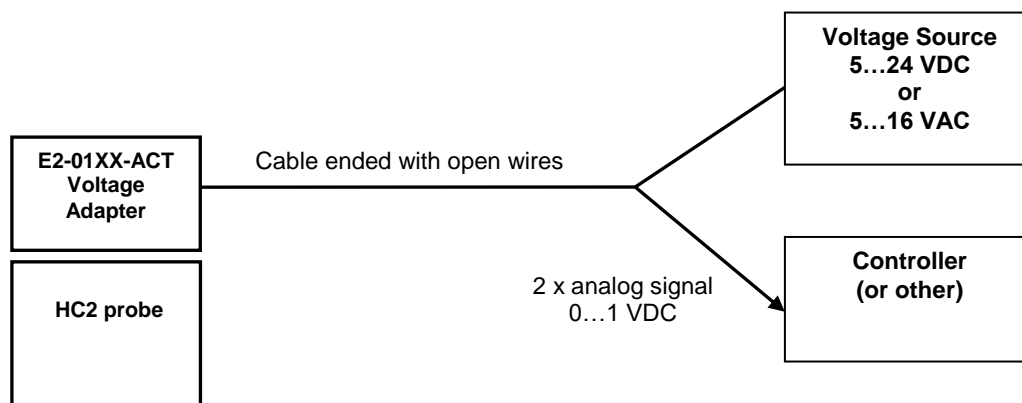 Voltage Source
5…24 VDC
or
5…16 VAC
E2-01XX-ACT
Voltage
Adapter
Cable ended with open wires
HC2 probe
2 x analog signal
0…1 VDC
Controller
(or other)